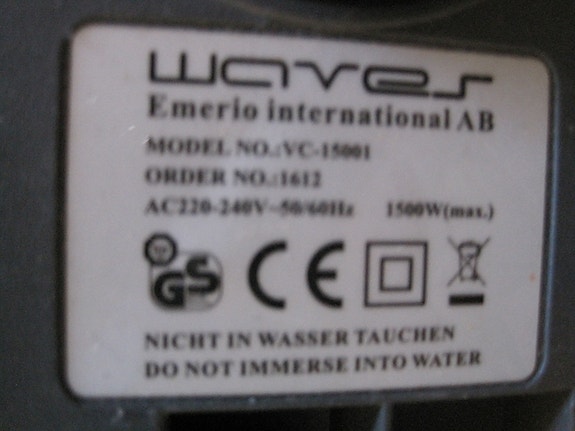 waves
Emerio international AB
MODEL NO.:VC-15001
ORDER NO.:1612
AC220-240V~50/60Hz 1500W(max.)
GS CE
NICHT IN WASSER TAUCHEN
DO NOT IMMERSE INTO WATER